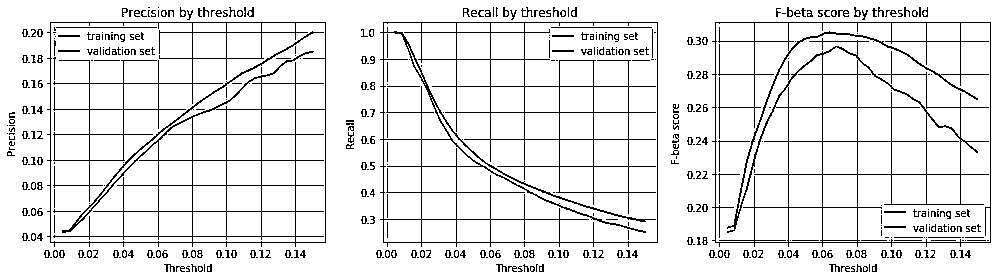 Precision by threshold
training set
validation set
0.20
0.18
0.16
0.14
0.12
0.10
0.08
0.06
0.04
Precision
0.00 0.02 0.04 0.06 0.08 0.10 0.12 0.14
Threshold
Recall by threshold
training set
validation set
1.0
0.9
0.8
0.7
0.6
0.5
0.4
0.3
Recall
0.00 0.02 0.04 0.06 0.08 0.10 0.12 0.14
Threshold
F-beta score by threshold
0.30
0.28
0.26
0.24
0.22
0.20
0.18
F-beta score
training set
validation set
0.00 0.02 0.04 0.06 0.08 0.10 0.12 0.14
Threshold